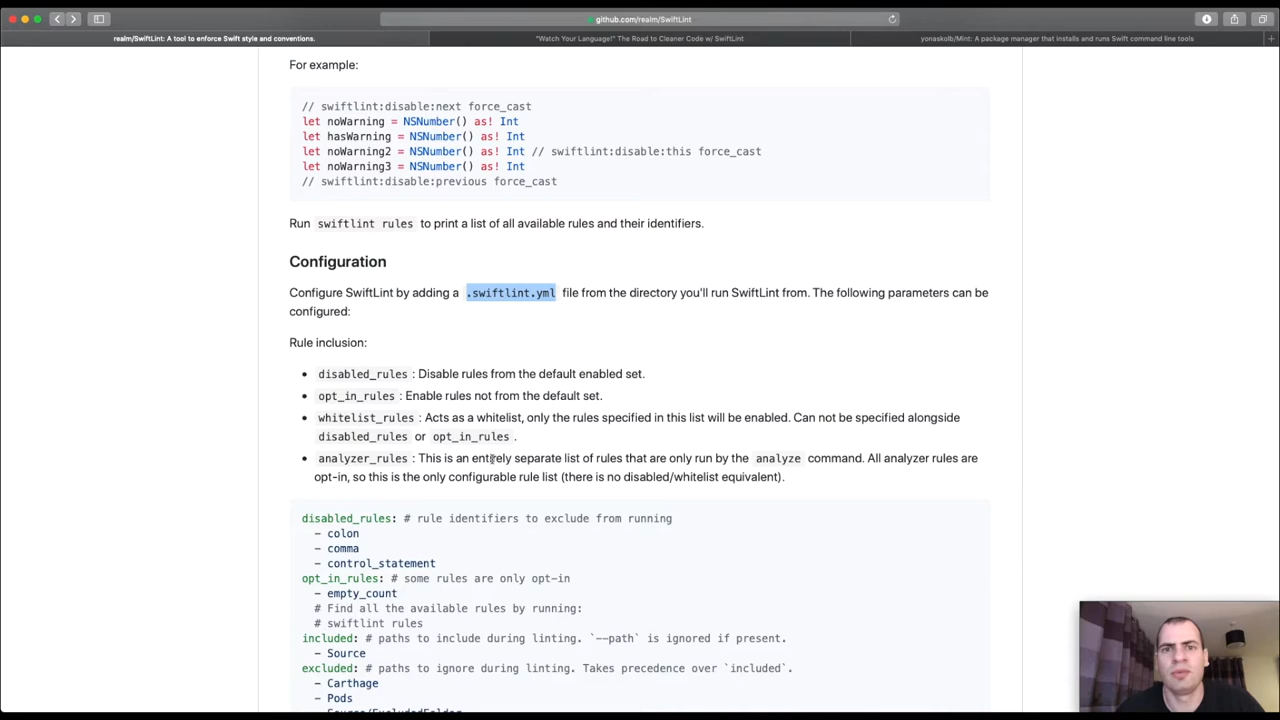 github.com/realm/SwiftLint
realm/SwiftLint: A tool to enforce Swift style and conventions.
"Watch Your Language!" The Road to Cleaner Code w/ SwiftLint
yonaskolb/Mint: A package manager that installs and runs Swift command line tools
For example:
// swiftlint:disable:next force_cast
let noWarning = NSNumber() as! Int
let hasWarning = NSNumber() as! Int
let noWarning2 = NSNumber() as! Int // swiftlint:disable:this force_cast
let noWarning3 = NSNumber() as! Int
// swiftlint:disable:previous force_cast
Run swiftlint rules to print a list of all available rules and their identifiers.
Configuration
Configure SwiftLint by adding a .swiftlint.yml file from the directory you'll run SwiftLint from. The following parameters can be
configured:
Rule inclusion:
• disabled_rules : Disable rules from the default enabled set.
• opt_in_rules : Enable rules not from the default set.
• whitelist_rules : Acts as a whitelist, only the rules specified in this list will be enabled. Can not be specified alongside
disabled_rules or opt_in_rules .
• analyzer_rules : This is an entirely separate list of rules that are only run by the analyze command. All analyzer rules are
opt-in, so this is the only configurable rule list (there is no disabled/whitelist equivalent).
disabled_rules: # rule identifiers to exclude from running
- colon
- comma
- control_statement
opt_in_rules: # some rules are only opt-in
- empty_count
# Find all the available rules by running:
# swiftlint rules
included: # paths to include during linting. `--path` is ignored if present.
- Source
excluded: # paths to ignore during linting. Takes precedence over `included`.
- Carthage
- Pods
- Source/ExcludedFolder